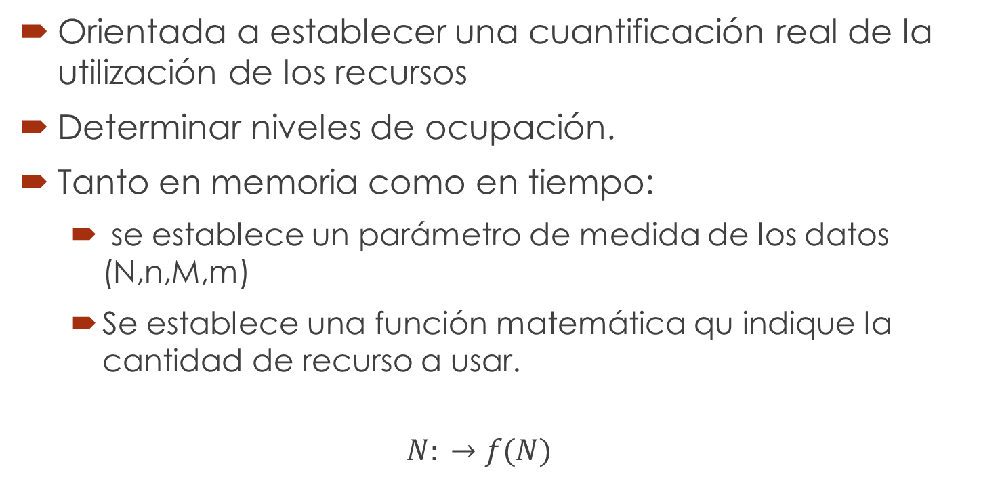 Orientada a establecer una cuantificación real de la
utilización de los recursos
Determinar niveles de ocupación.
Tanto en memoria como en tiempo:
se establece un parámetro de medida de los datos
(N,n,M,m)
Se establece una función matemática qu indique la
cantidad de recurso a usar.
N: → f(N)